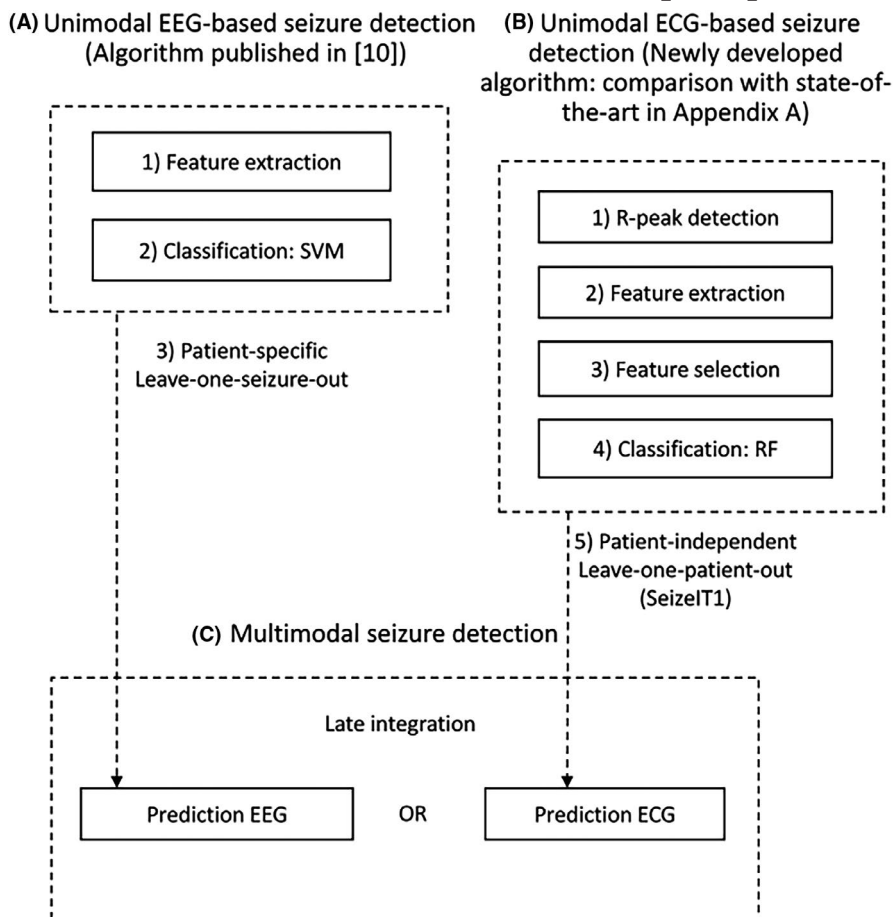 (A) Unimodal EEG-based seizure detection
(Algorithm published in [10])
(B) Unimodal ECG-based seizure
detection (Newly developed
algorithm: comparison with state-of-
the-art in Appendix A)
1) Feature extraction
2) Classification: SVM
3) Patient-specific
Leave-one-seizure-out
1) R-peak detection
2) Feature extraction
3) Feature selection
4) Classification: RF
5) Patient-independent
Leave-one-patient-out
(SeizeIT1)
(C) Multimodal seizure detection
Late integration
Prediction EEG
OR
Prediction ECG